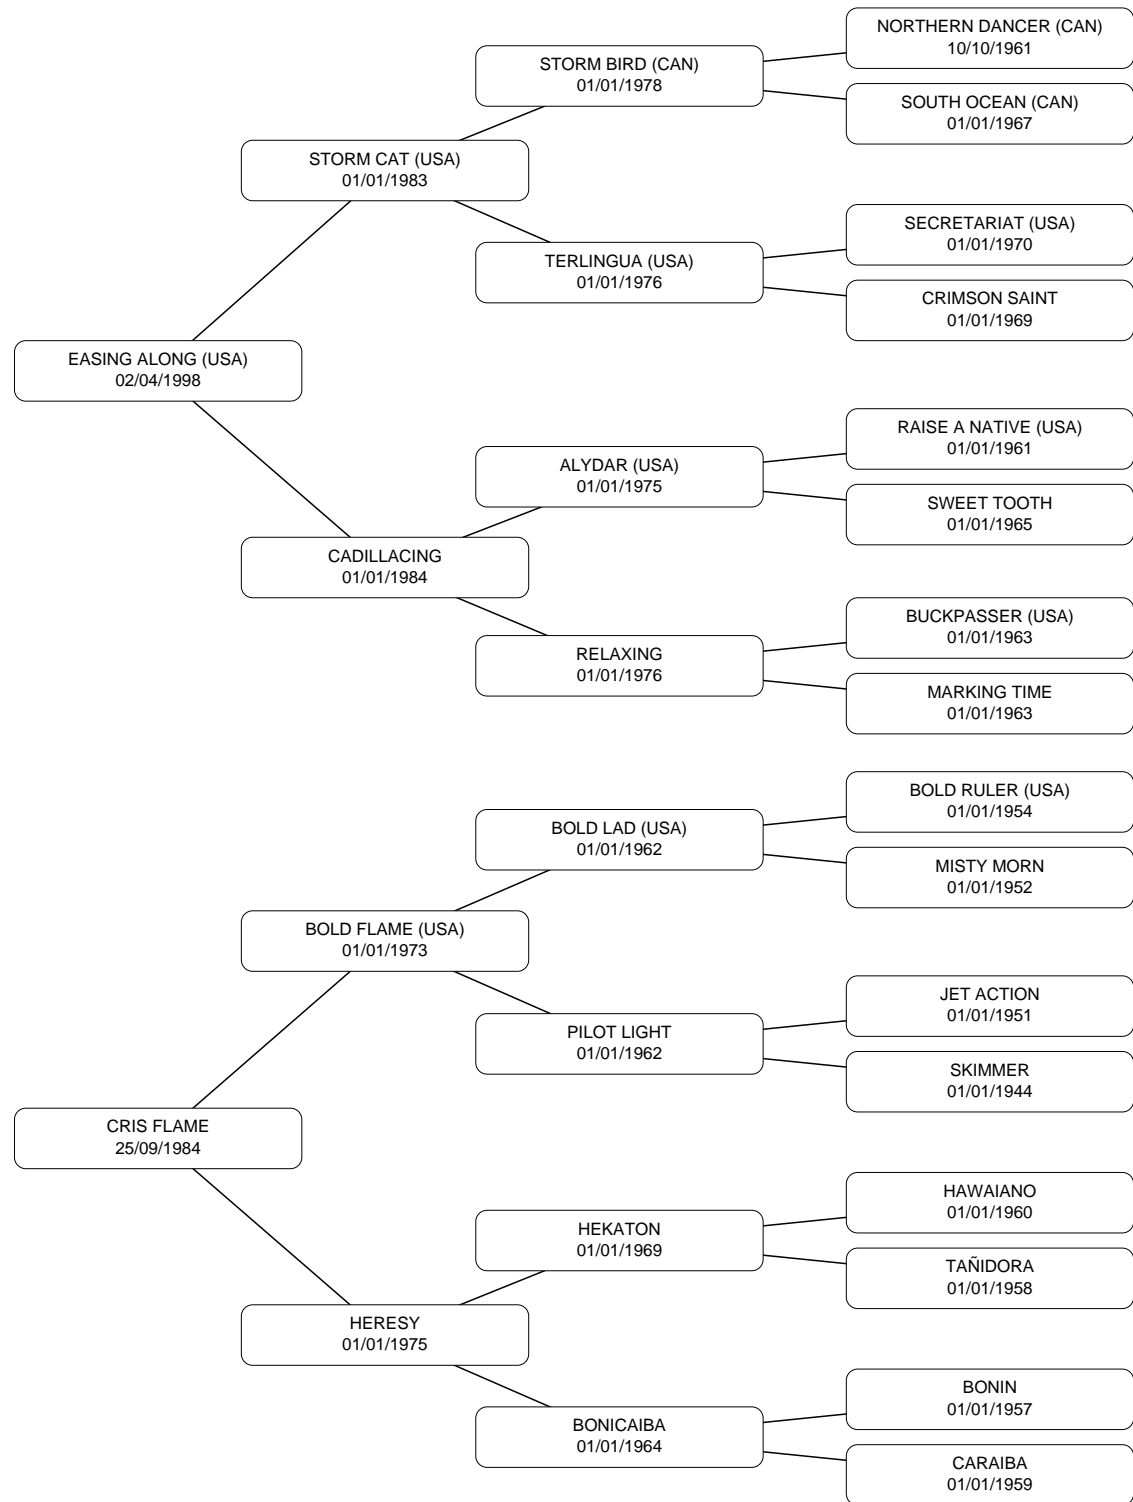 NORTHERN DANCER (CAN)
10/10/1961
STORM BIRD (CAN)
01/01/1978
SOUTH OCEAN (CAN)
01/01/1967
STORM CAT (USA)
01/01/1983
SECRETARIAT (USA)
01/01/1970
TERLINGUA (USA)
01/01/1976
CRIMSON SAINT
01/01/1969
EASING ALONG (USA)
02/04/1998
RAISE A NATIVE (USA)
01/01/1961
ALYDAR (USA)
01/01/1975
SWEET TOOTH
01/01/1965
CADILLACING
01/01/1984
BUCKPASSER (USA)
01/01/1963
RELAXING
01/01/1976
MARKING TIME
01/01/1963
BOLD RULER (USA)
01/01/1954
BOLD LAD (USA)
01/01/1962
MISTY MORN
01/01/1952
BOLD FLAME (USA)
01/01/1973
JET ACTION
01/01/1951
PILOT LIGHT
01/01/1962
SKIMMER
01/01/1944
CRIS FLAME
25/09/1984
HAWAIANO
01/01/1960
HEKATON
01/01/1969
TAÑIDORA
01/01/1958
HERESY
01/01/1975
BONIN
01/01/1957
BONICAIBA
01/01/1964
CARAIBA
01/01/1959